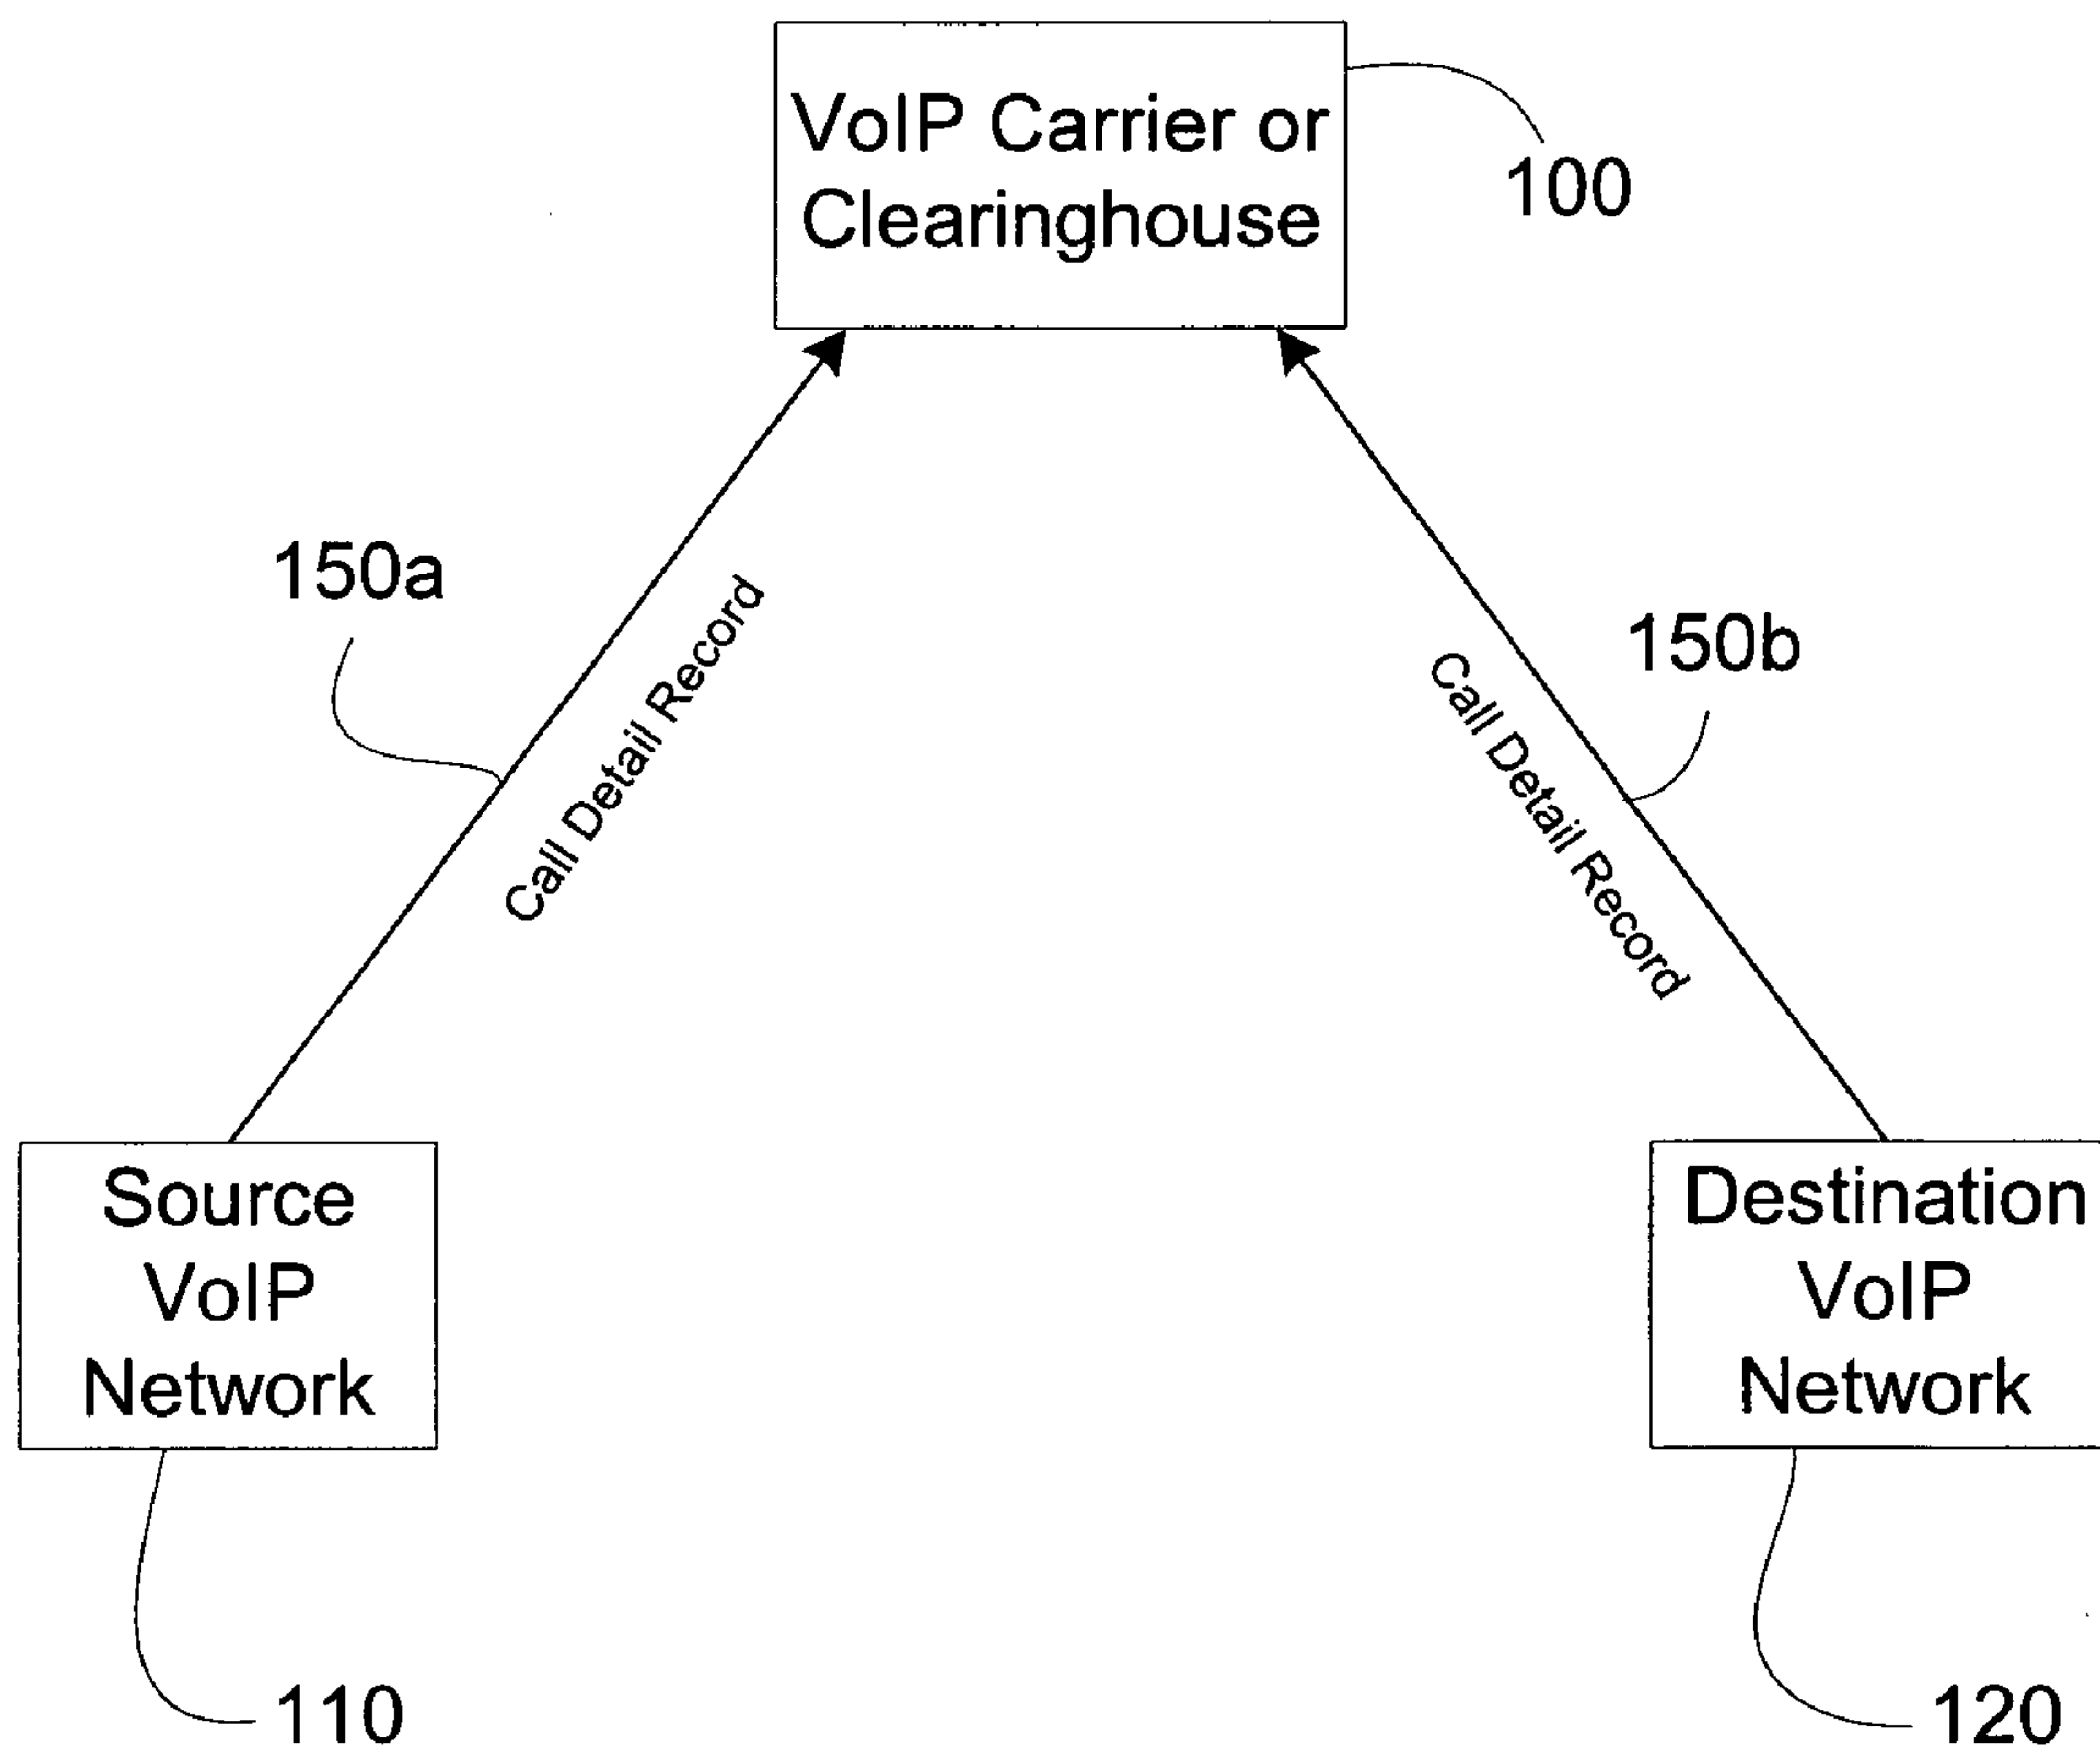 VoIP Carrier or
Clearinghouse
100
150a
Call Detail Record
150b
Call Detail Record
Source
VoIP
Network
Destination
VoIP
Network
110
120